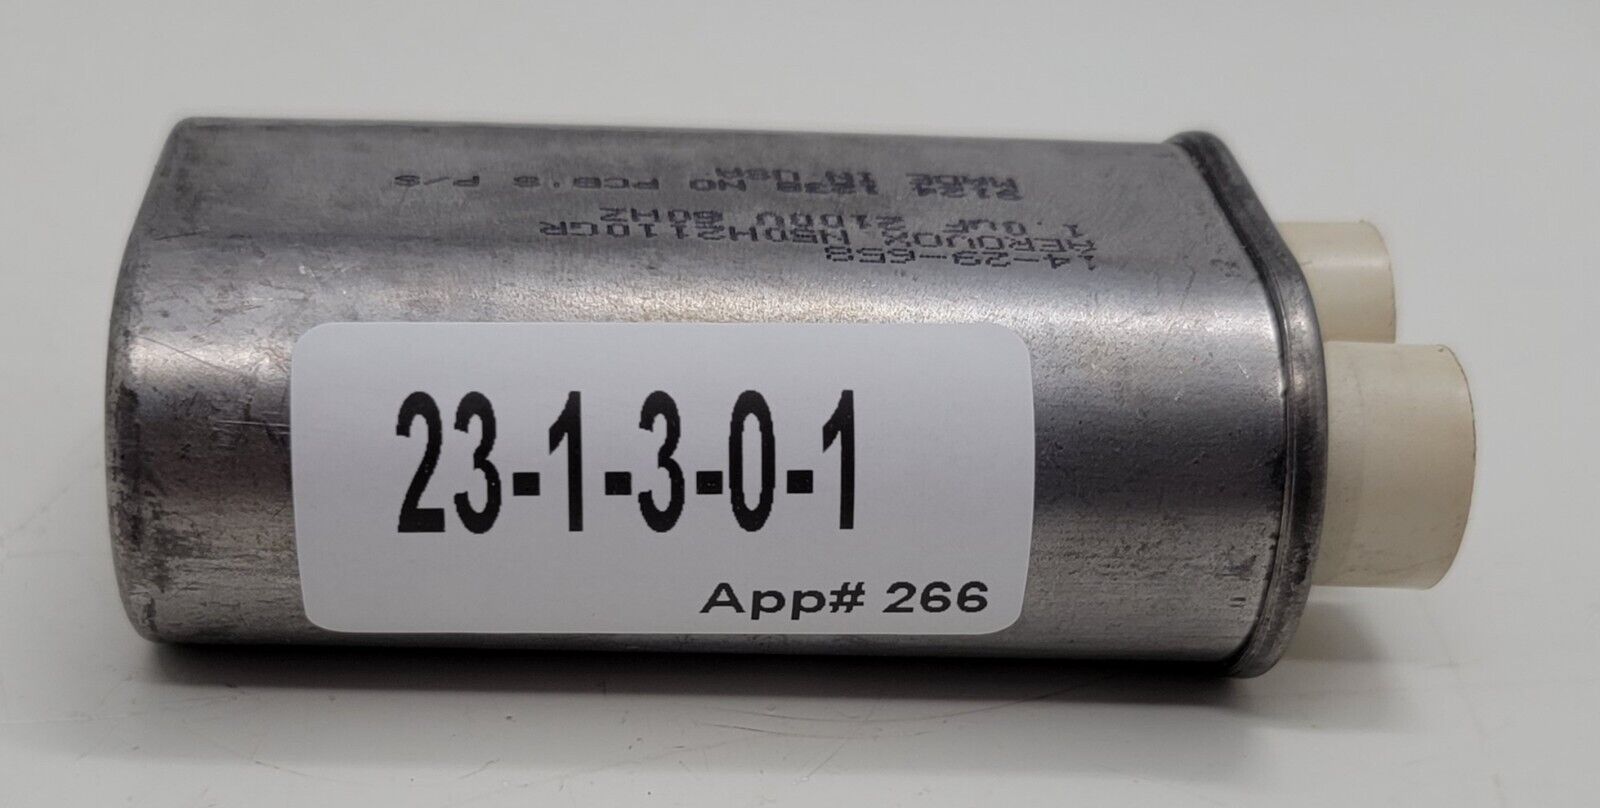 14-29-658
AEROVOX N50H2110GR
1.0uF 2100V 60HZ
NO PCB'S P/S
MADE IN USA
23-1-3-0-1
App# 266